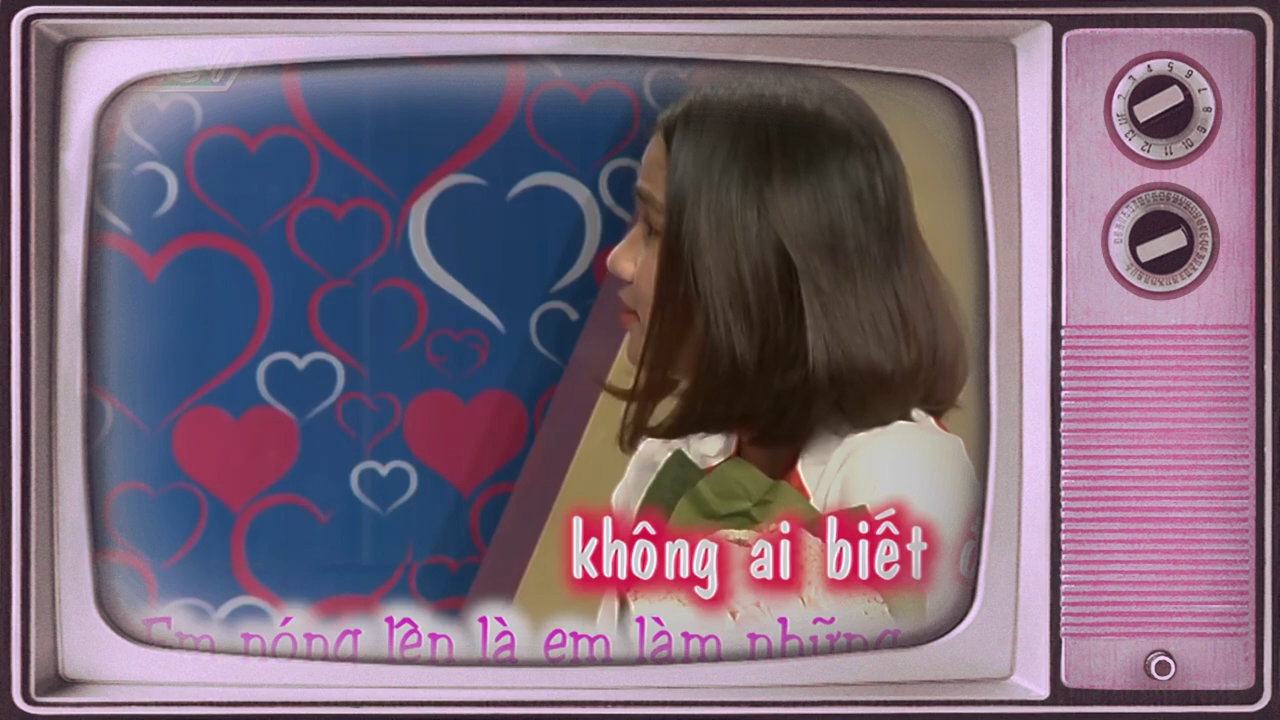 không ai biết
Em nóng lên là em làm những